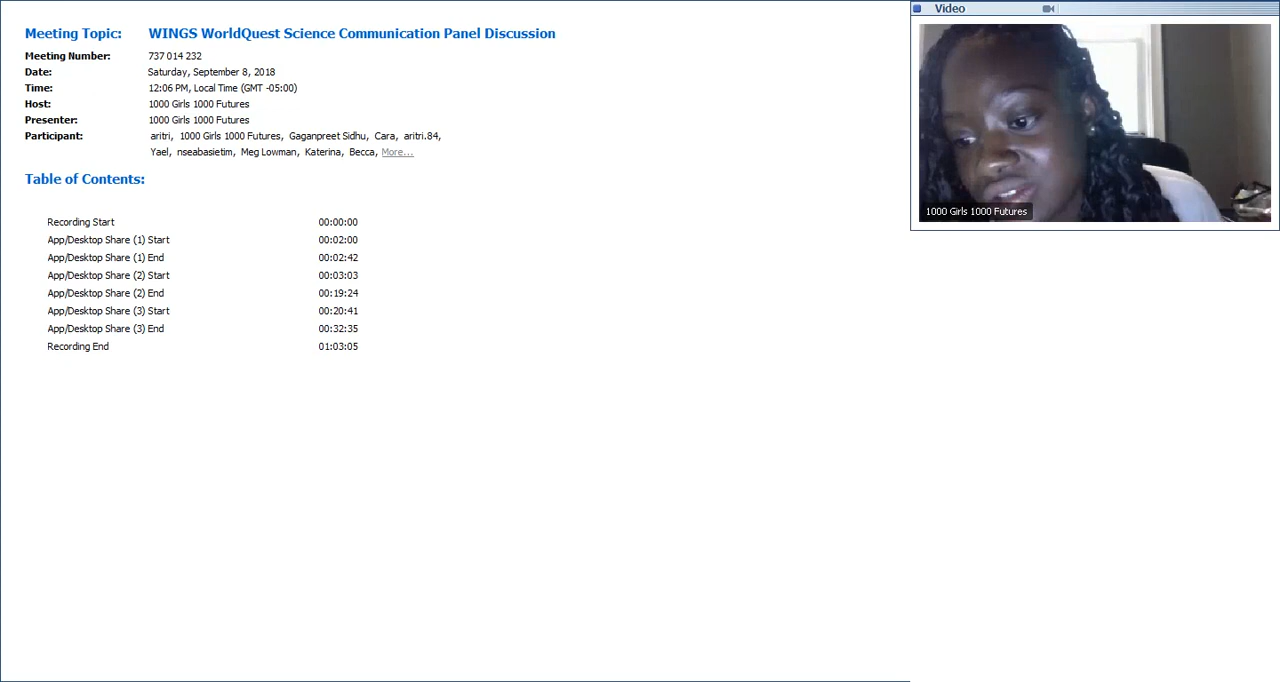 Meeting Topic: WINGS WorldQuest Science Communication Panel Discussion
Meeting Number: 737 014 232
Date: Saturday, September 8, 2018
Time: 12:06 PM, Local Time (GMT -05:00)
Host: 1000 Girls 1000 Futures
Presenter: 1000 Girls 1000 Futures
Participant: aritri, 1000 Girls 1000 Futures, Gaganpreet Sidhu, Cara, aritri.84,
Yael, nseabasietim, Meg Lowman, Katerina, Becca, More...
Table of Contents:
Recording Start 00:00:00
App/Desktop Share (1) Start 00:02:00
App/Desktop Share (1) End 00:02:42
App/Desktop Share (2) Start 00:03:03
App/Desktop Share (2) End 00:19:24
App/Desktop Share (3) Start 00:20:41
App/Desktop Share (3) End 00:32:35
Recording End 01:03:05
Video
1000 Girls 1000 Futures